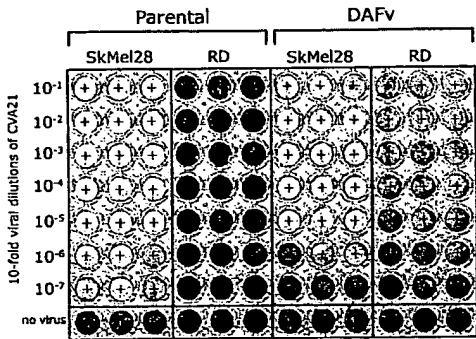 Parental DAFv
SkMel28 RD SkMel28 RD
10-fold viral dilutions of CVA21
10⁻¹
10⁻²
10⁻³
10⁻⁴
10⁻⁵
10⁻⁶
10⁻⁷
no virus